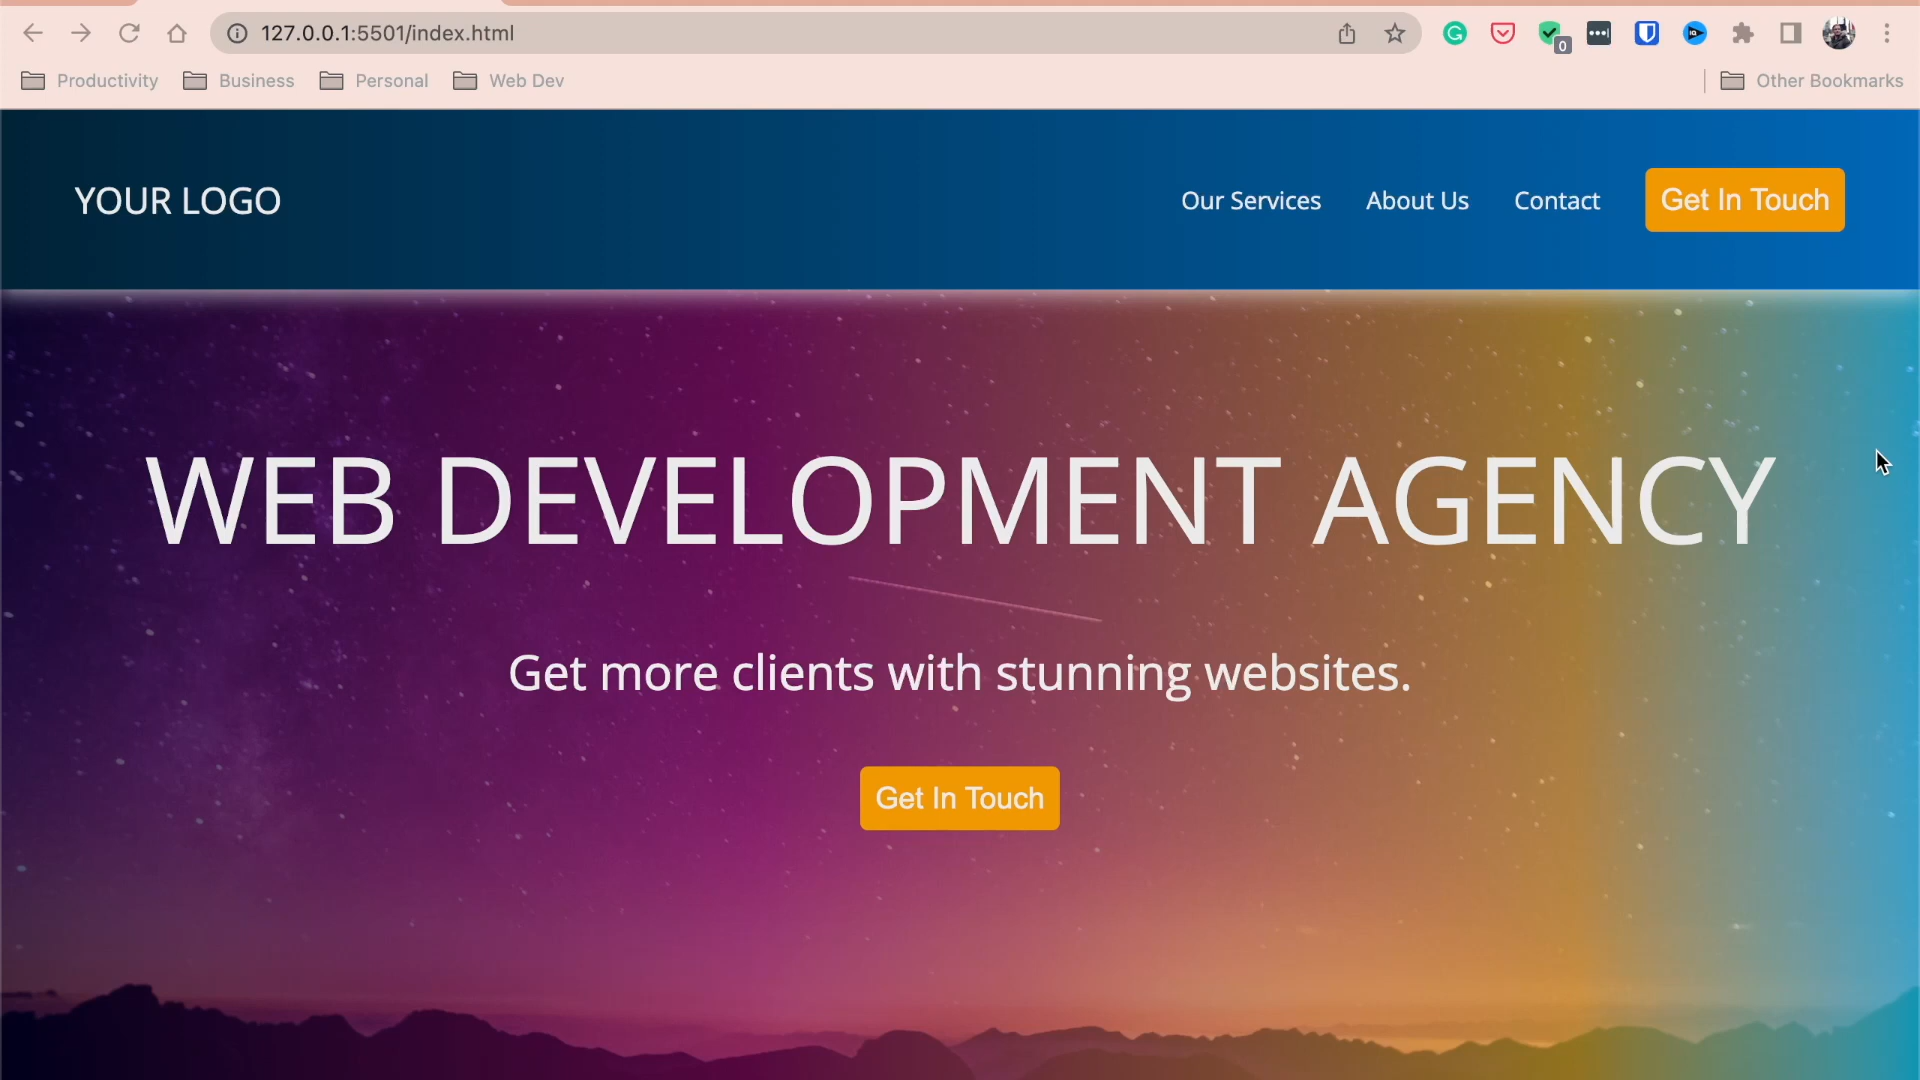 127.0.0.1:5501/index.html
0
Productivity Business Personal Web Dev Other Bookmarks
YOUR LOGO Our Services About Us Contact Get In Touch
WEB DEVELOPMENT AGENCY
Get more clients with stunning websites.
Get In Touch